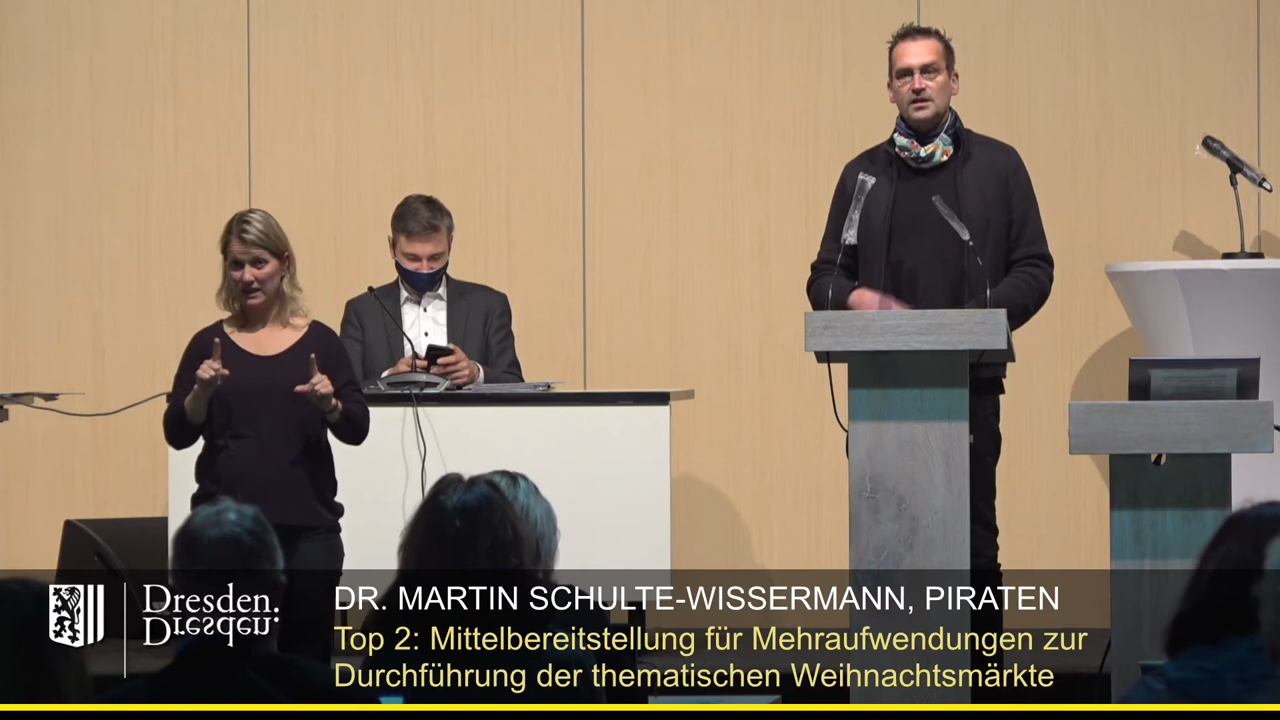 Dresden.
Dresden.
DR. MARTIN SCHULTE-WISSERMANN, PIRATEN
Top 2: Mittelbereitstellung für Mehraufwendungen zur
Durchführung der thematischen Weihnachtsmärkte